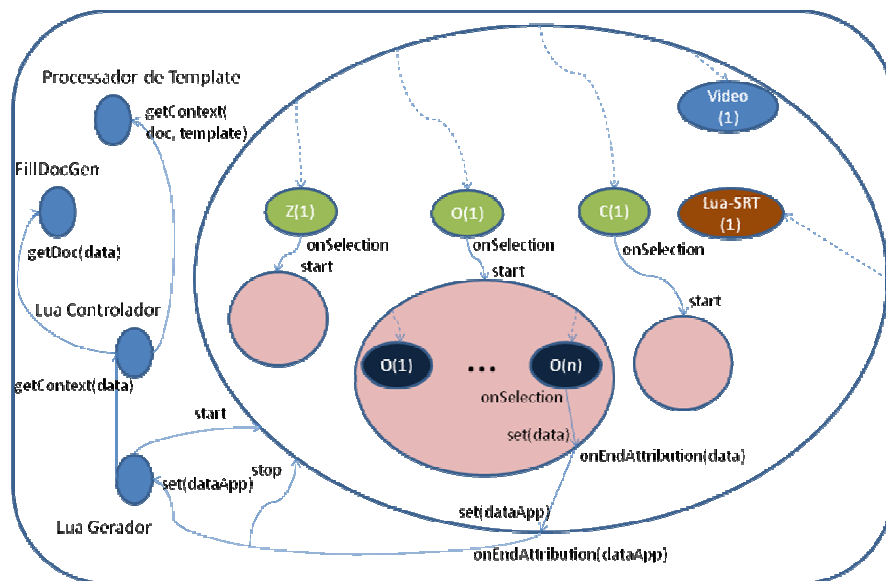 Processador de Template
getContext(
doc, template)
Video
(1)
FillDocGen
Z(1)
O(1)
C(1)
Lua-SRT
(1)
getDoc(data)
onSelection
start
onSelection
start
onSelection
start
Lua Controlador
O(1)
...
O(n)
getContext(data)
onSelection
start
set(data)
onEndAttribution(data)
stop
set(dataApp)
set(dataApp)
Lua Gerador
onEndAttribution(dataApp)